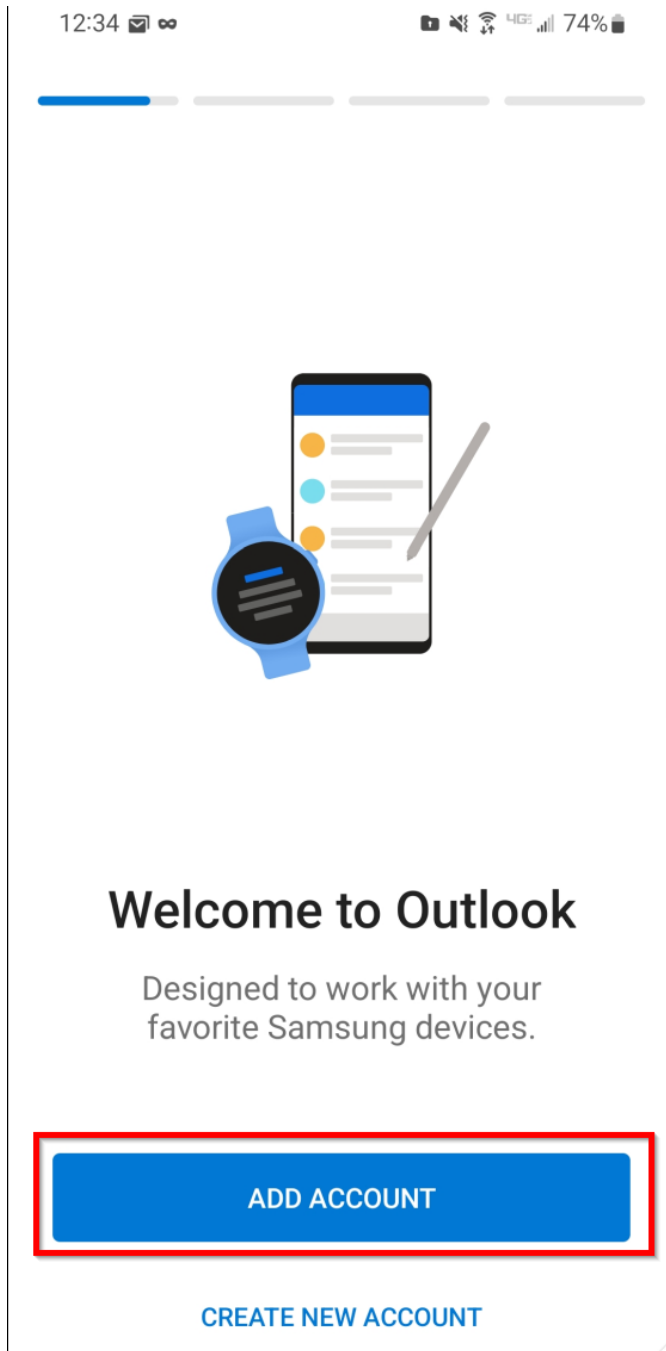 12:34 4GE 74%
Welcome to Outlook
Designed to work with your
favorite Samsung devices.
ADD ACCOUNT
CREATE NEW ACCOUNT